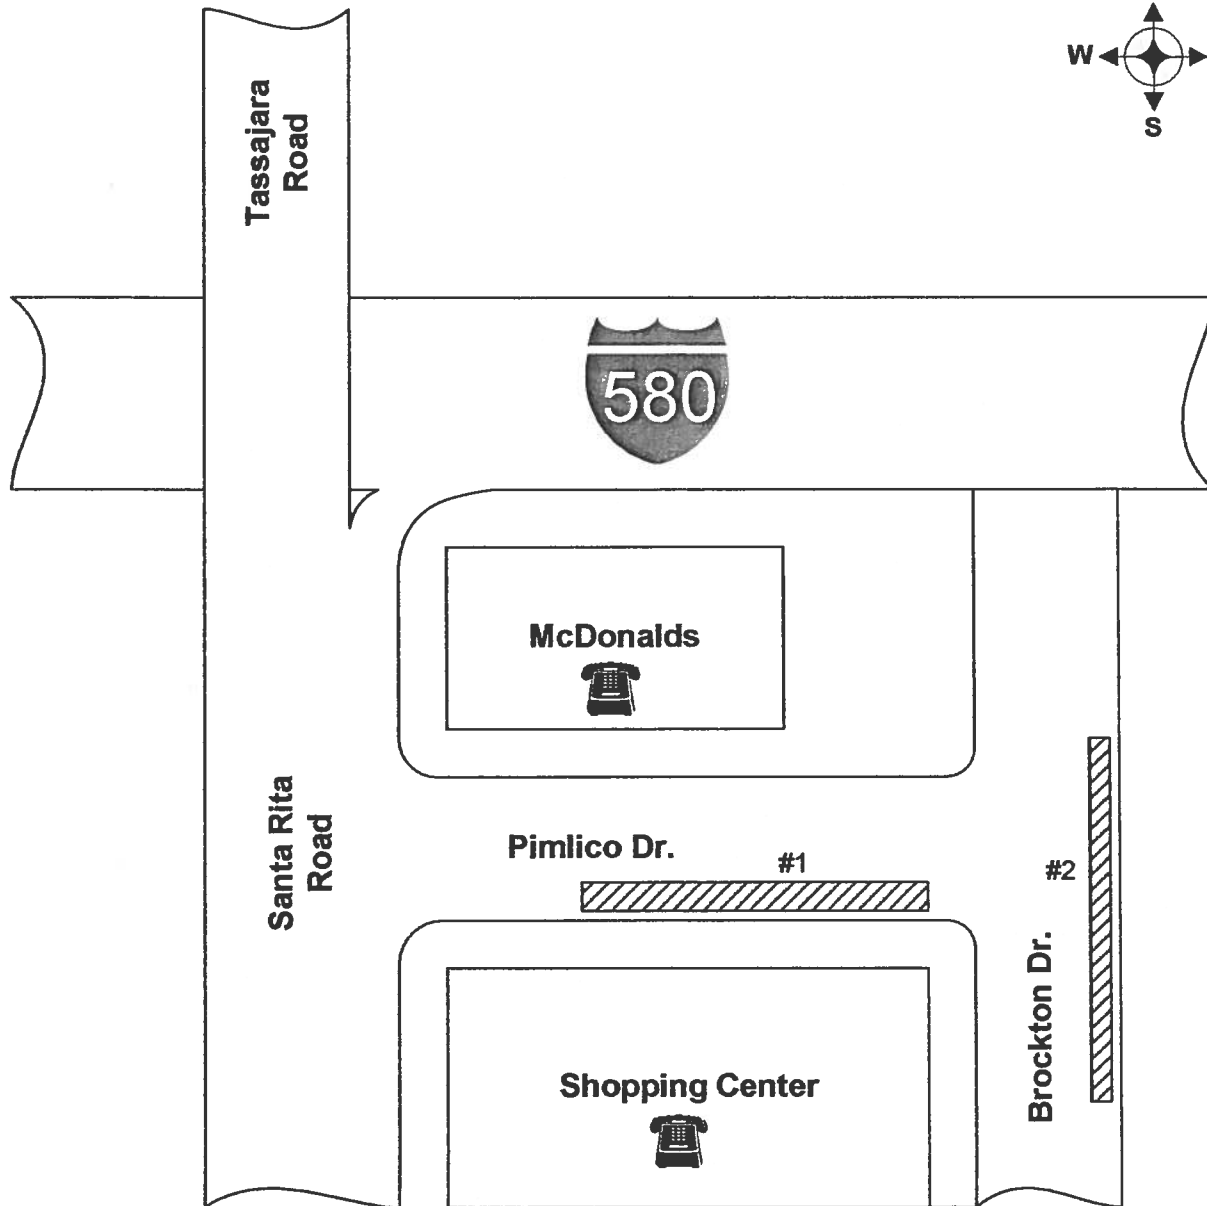 W
S
Tassajara
Road
580
McDonalds
Santa Rita
Road
Pimlico Dr.
#1
#2
Brockton Dr.
Shopping Center